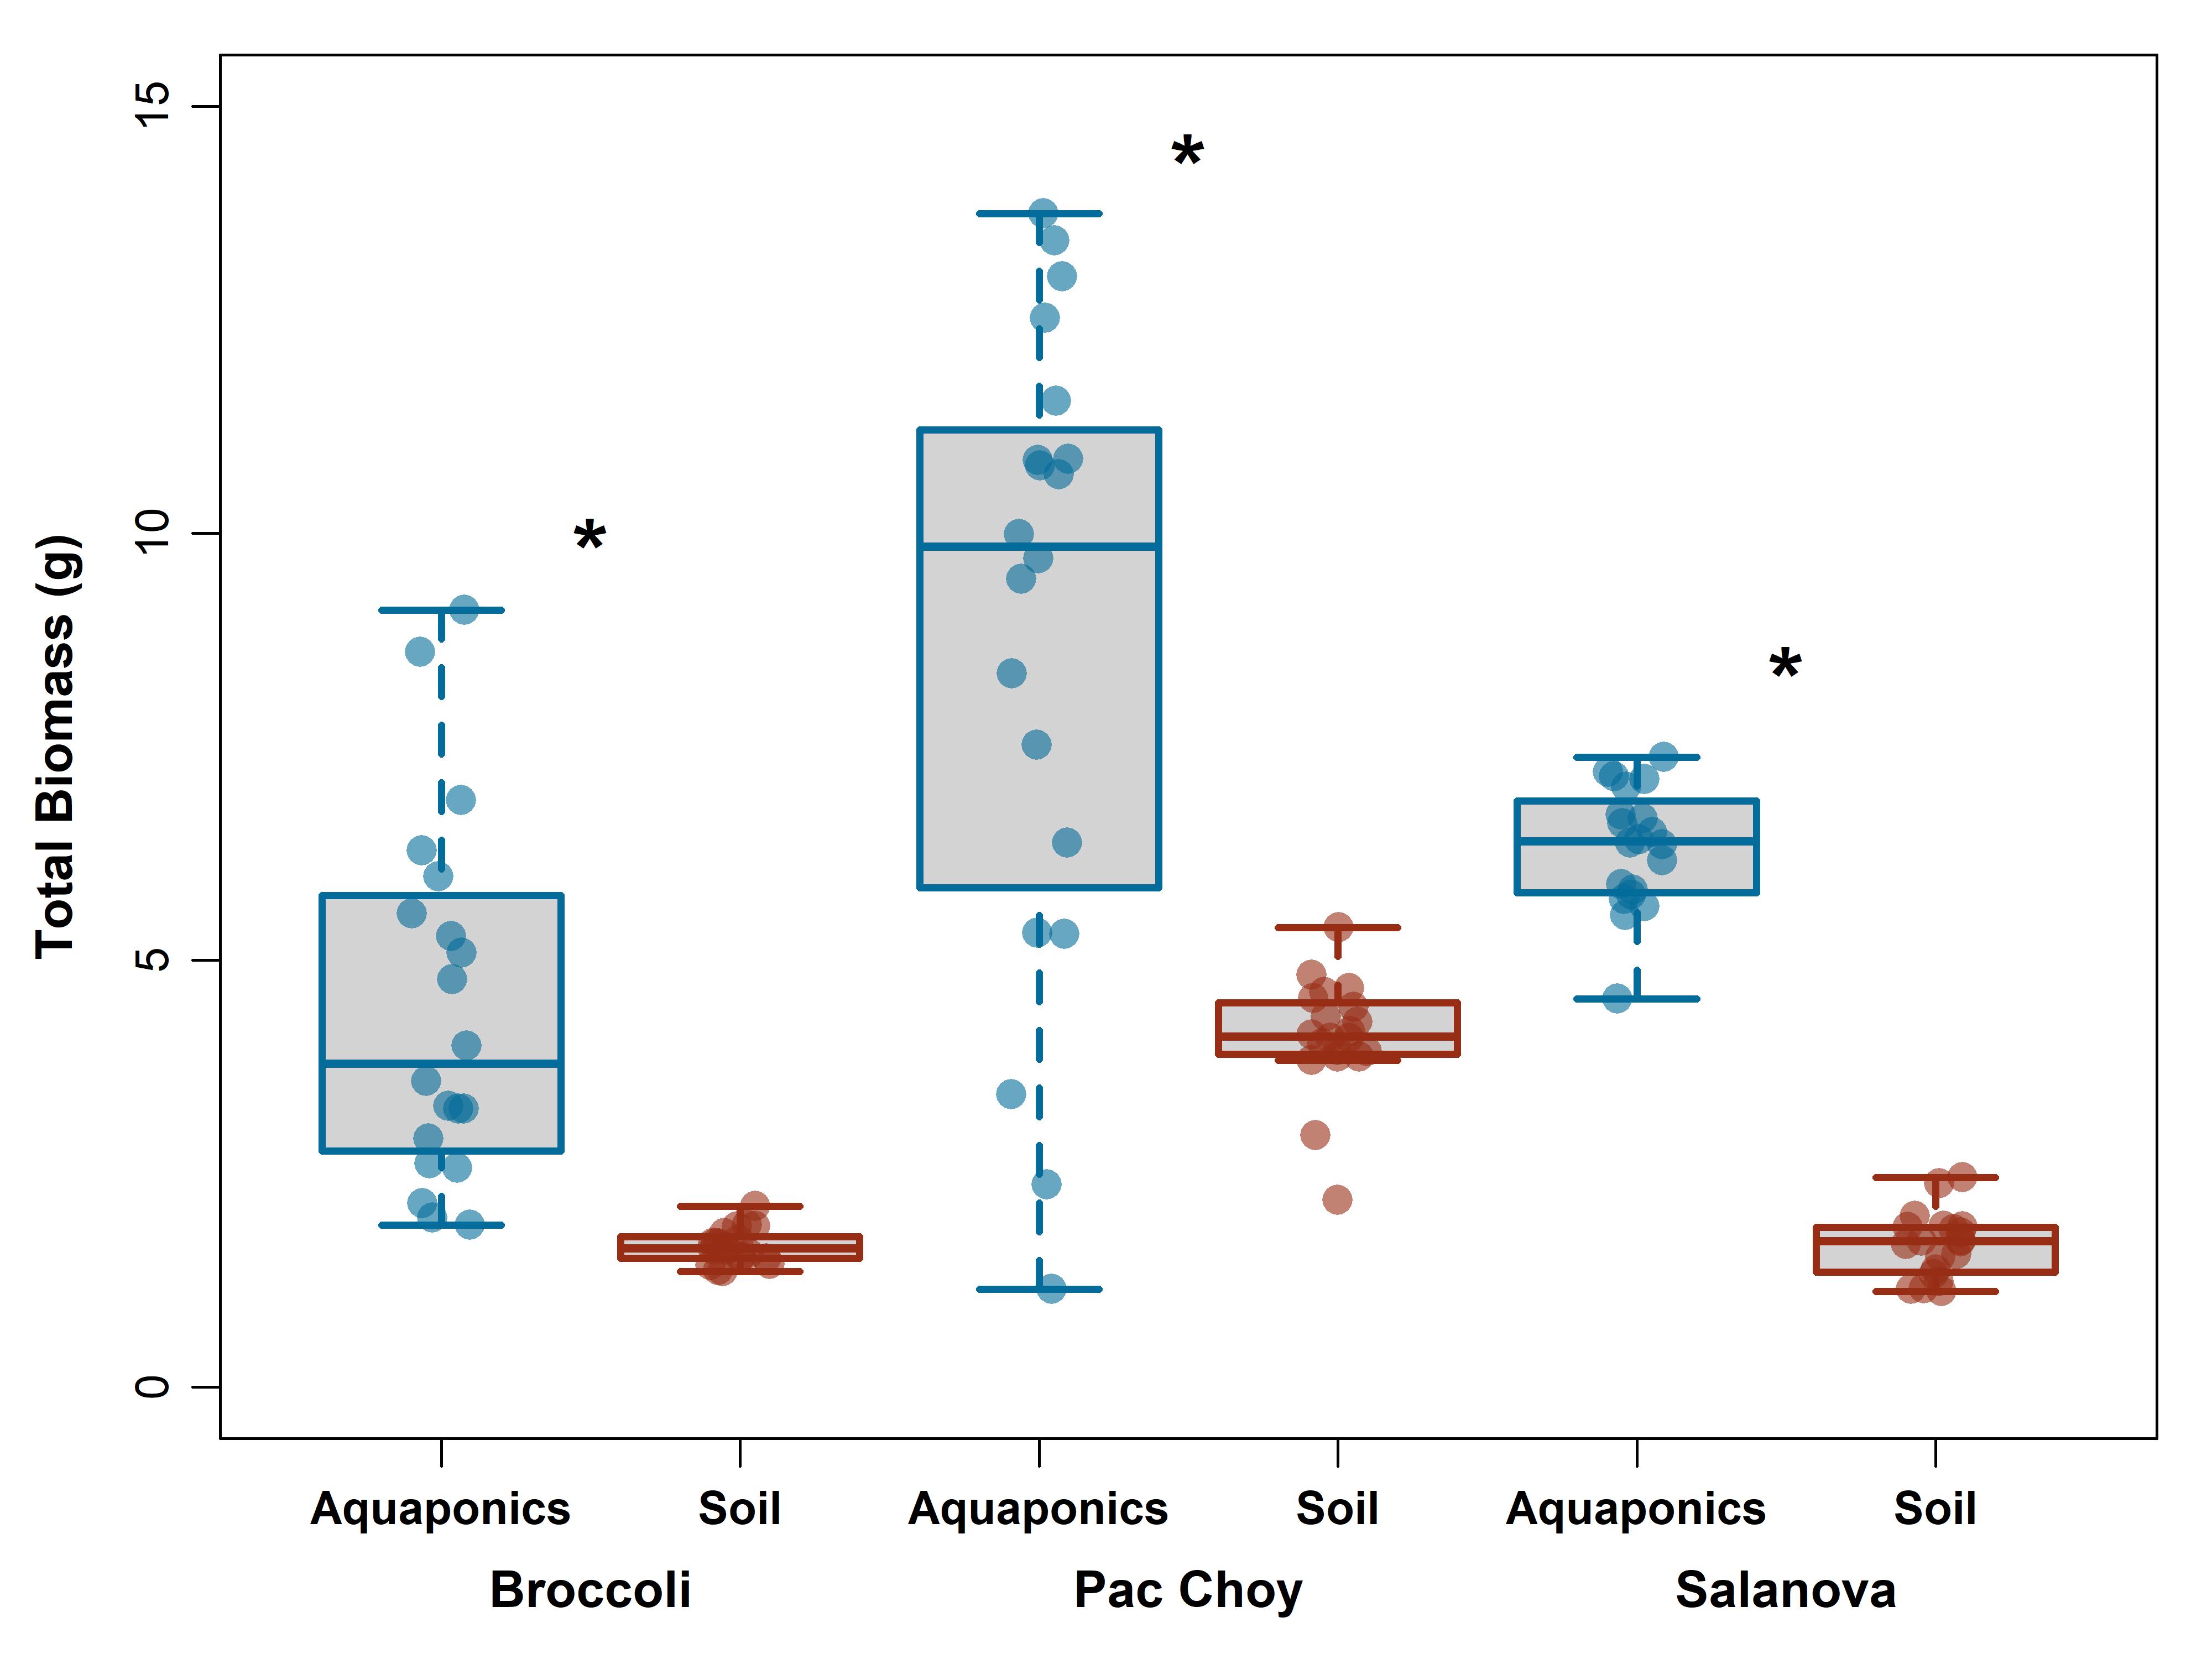 Total Biomass (g)
15
10
5
0
*
*
*
Aquaponics Soil Aquaponics Soil Aquaponics Soil
Broccoli Pac Choy Salanova